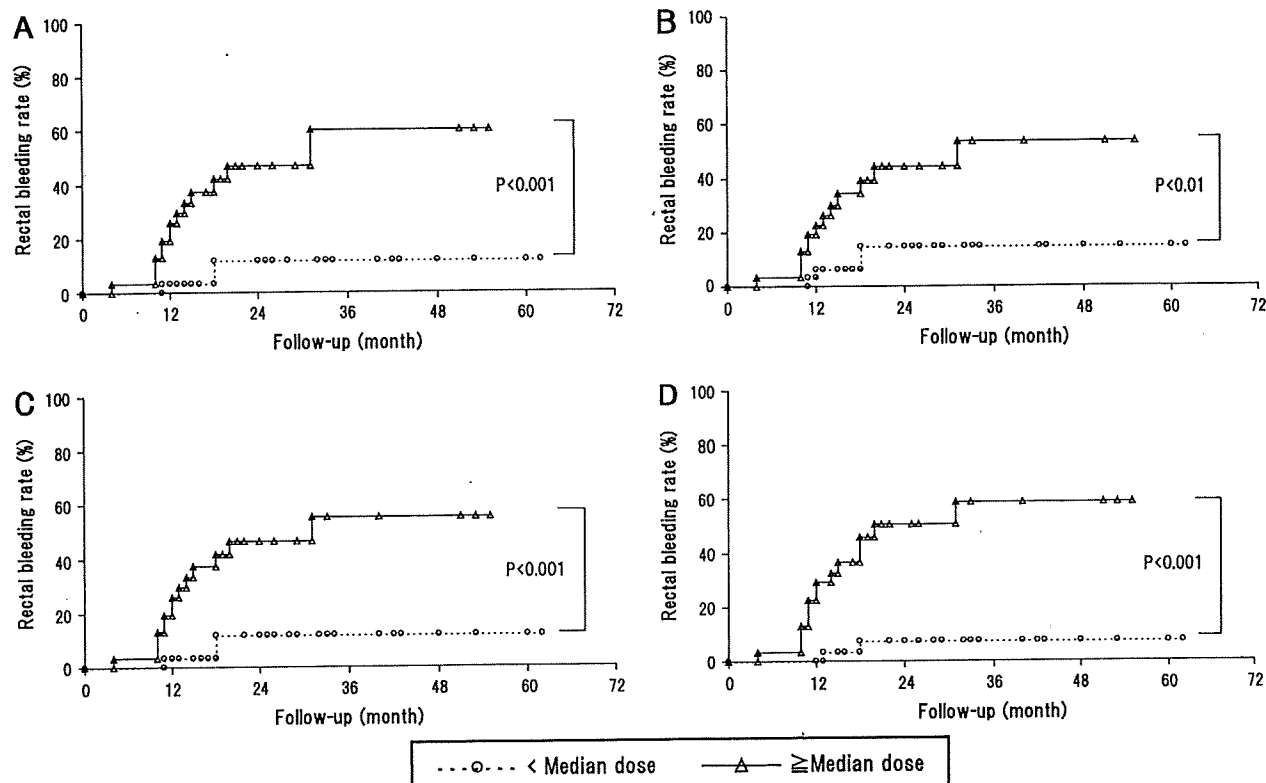 A
Rectal bleeding rate (%)
100
80
60
40
20
0
P<0.001
0 12 24 36 48 60 72
Follow-up (month)
B
Rectal bleeding rate (%)
100
80
60
40
20
0
P<0.01
0 12 24 36 48 60 72
Follow-up (month)
C
Rectal bleeding rate (%)
100
80
60
40
20
0
P<0.001
0 12 24 36 48 60 72
Follow-up (month)
D
Rectal bleeding rate (%)
100
80
60
40
20
0
P<0.001
0 12 24 36 48 60 72
Follow-up (month)
< Median dose ≧Median dose